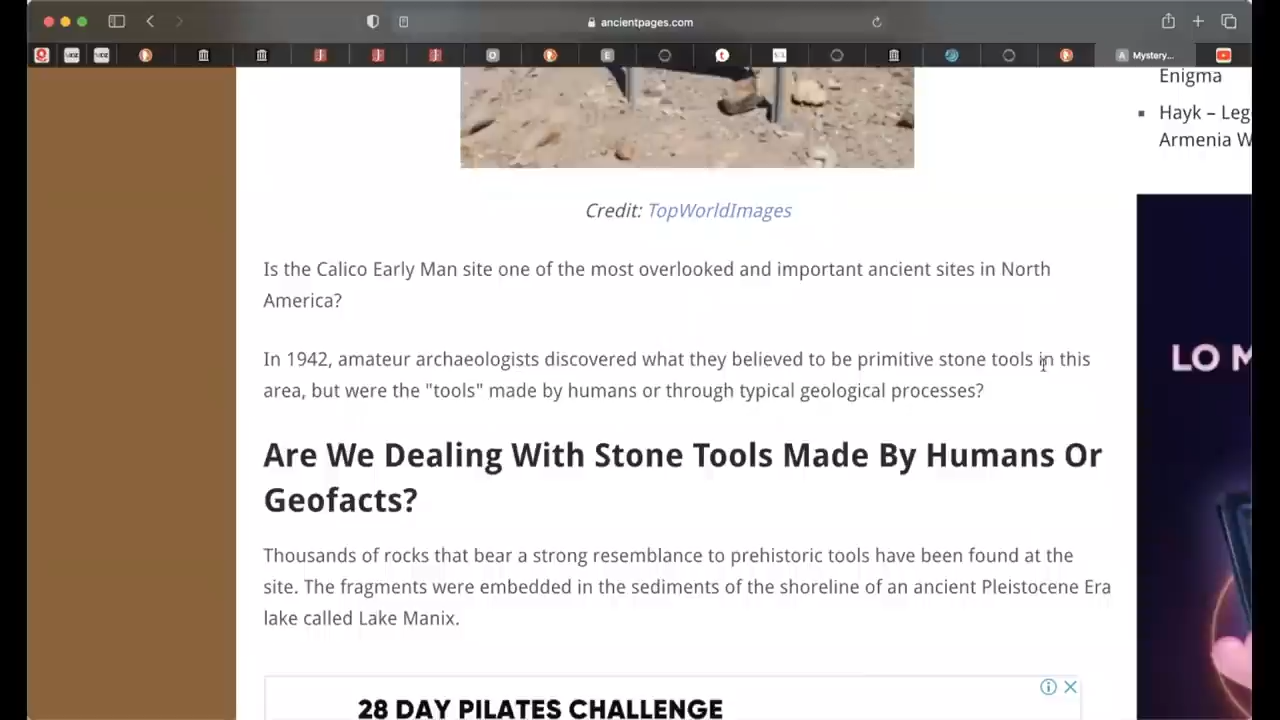 ancientpages.com
Mystery...
Enigma
Hayk – Leg
Armenia W
Credit: TopWorldImages
Is the Calico Early Man site one of the most overlooked and important ancient sites in North
America?
In 1942, amateur archaeologists discovered what they believed to be primitive stone tools in this
area, but were the "tools" made by humans or through typical geological processes?
Are We Dealing With Stone Tools Made By Humans Or
Geofacts?
Thousands of rocks that bear a strong resemblance to prehistoric tools have been found at the
site. The fragments were embedded in the sediments of the shoreline of an ancient Pleistocene Era
lake called Lake Manix.
LO M
28 DAY PILATES CHALLENGE